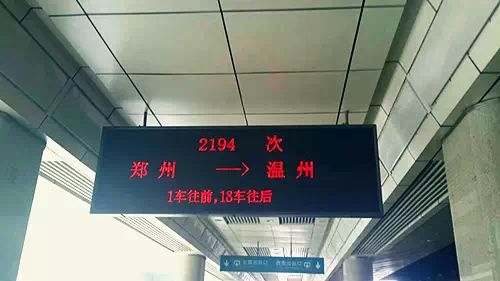 2194 次
郑州 --> 温州
1车往前,18车往后